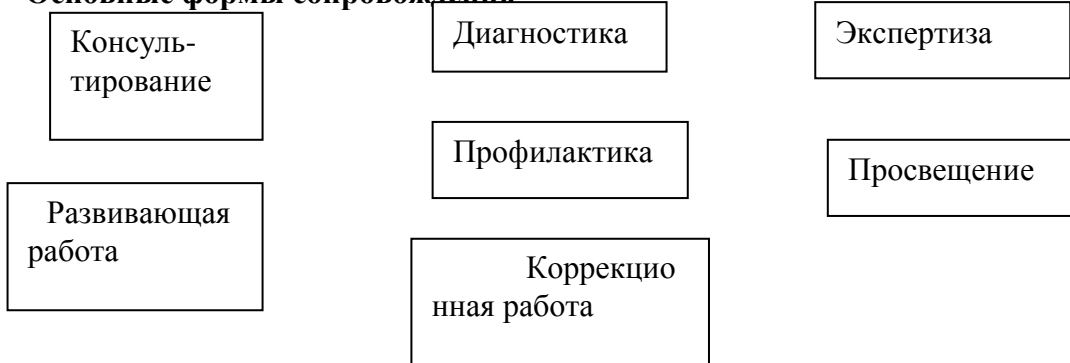 Основные формы сопровождения
Консуль-
тирование
Диагностика
Экспертиза
Профилактика
Просвещение
Развивающая
работа
Коррекцио
нная работа